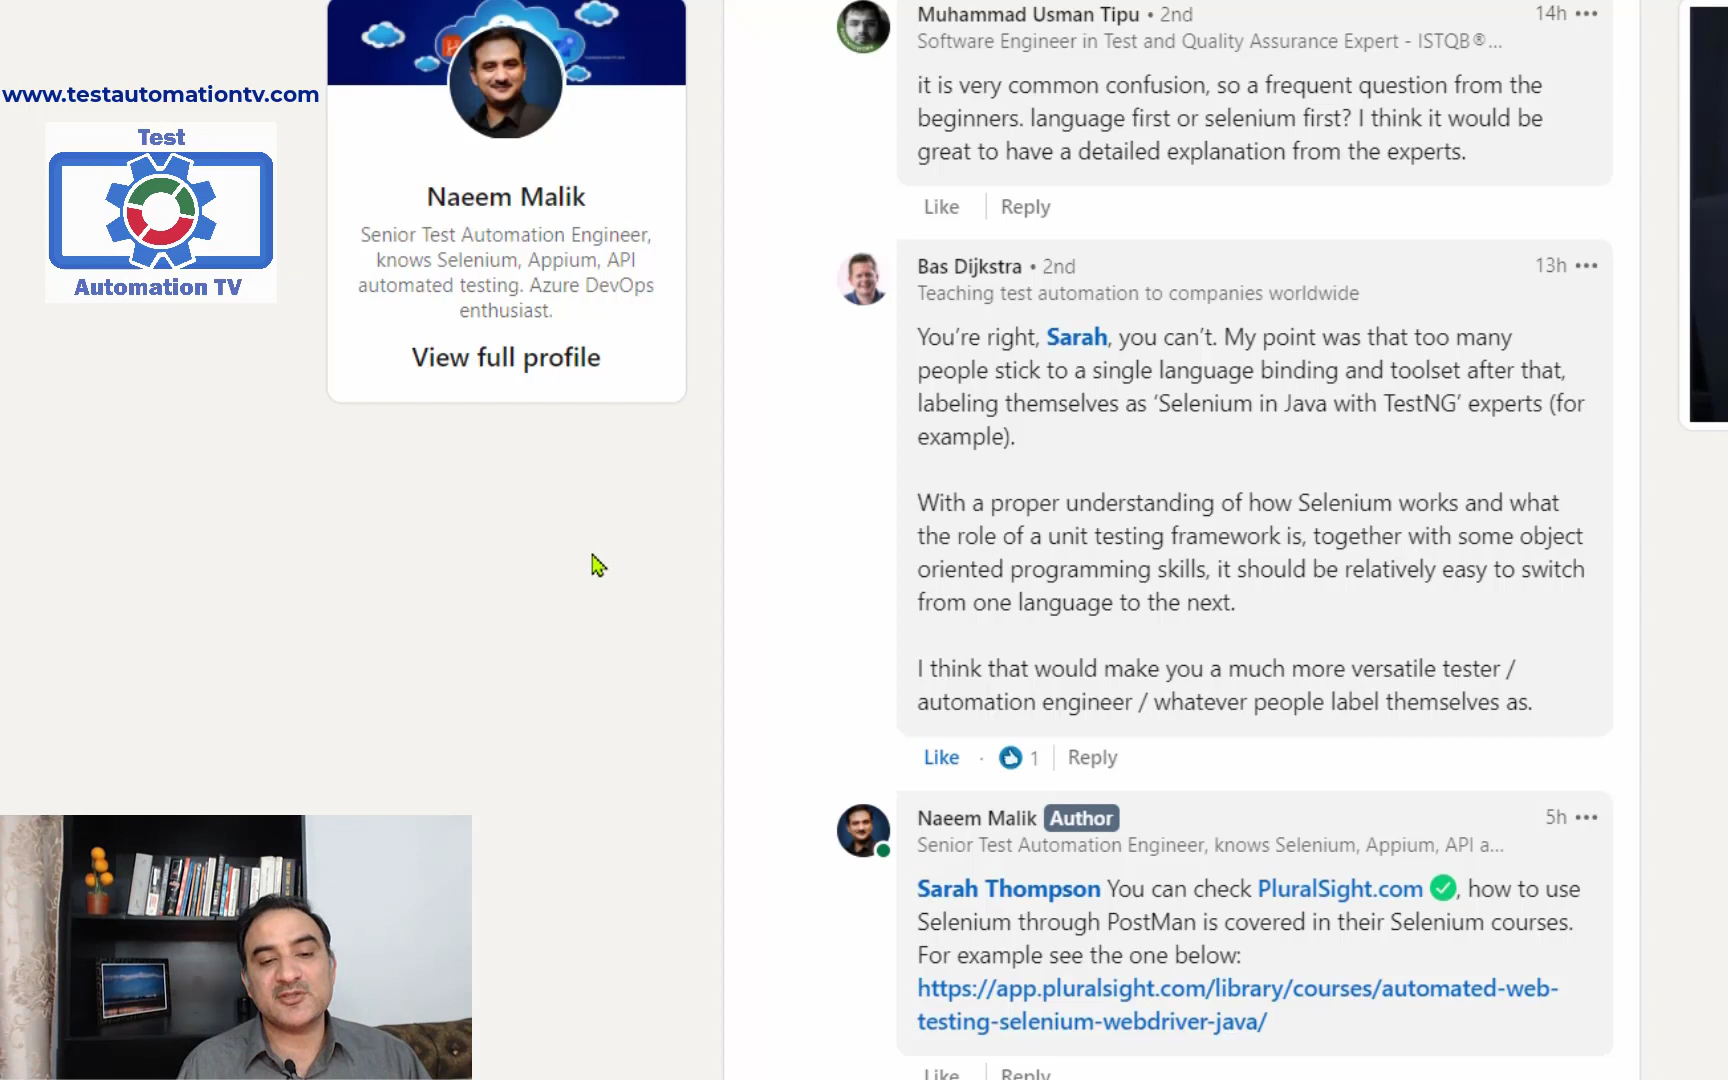 www.testautomationtv.com
Test
Automation TV
Naeem Malik
Senior Test Automation Engineer,
knows Selenium, Appium, API
automated testing. Azure DevOps
enthusiast.
View full profile
Muhammad Usman Tipu • 2nd
14h •••
Software Engineer in Test and Quality Assurance Expert - ISTQB®...
it is very common confusion, so a frequent question from the
beginners. language first or selenium first? I think it would be
great to have a detailed explanation from the experts.
Like
Reply
Bas Dijkstra • 2nd
13h •••
Teaching test automation to companies worldwide
You’re right, Sarah, you can’t. My point was that too many
people stick to a single language binding and toolset after that,
labeling themselves as ‘Selenium in Java with TestNG’ experts (for
example).
With a proper understanding of how Selenium works and what
the role of a unit testing framework is, together with some object
oriented programming skills, it should be relatively easy to switch
from one language to the next.
I think that would make you a much more versatile tester /
automation engineer / whatever people label themselves as.
Like · 1
Reply
Naeem Malik Author
5h •••
Senior Test Automation Engineer, knows Selenium, Appium, API a...
Sarah Thompson You can check PluralSight.com ✅, how to use
Selenium through PostMan is covered in their Selenium courses.
For example see the one below:
https://app.pluralsight.com/library/courses/automated-web-
testing-selenium-webdriver-java/
Like
Reply